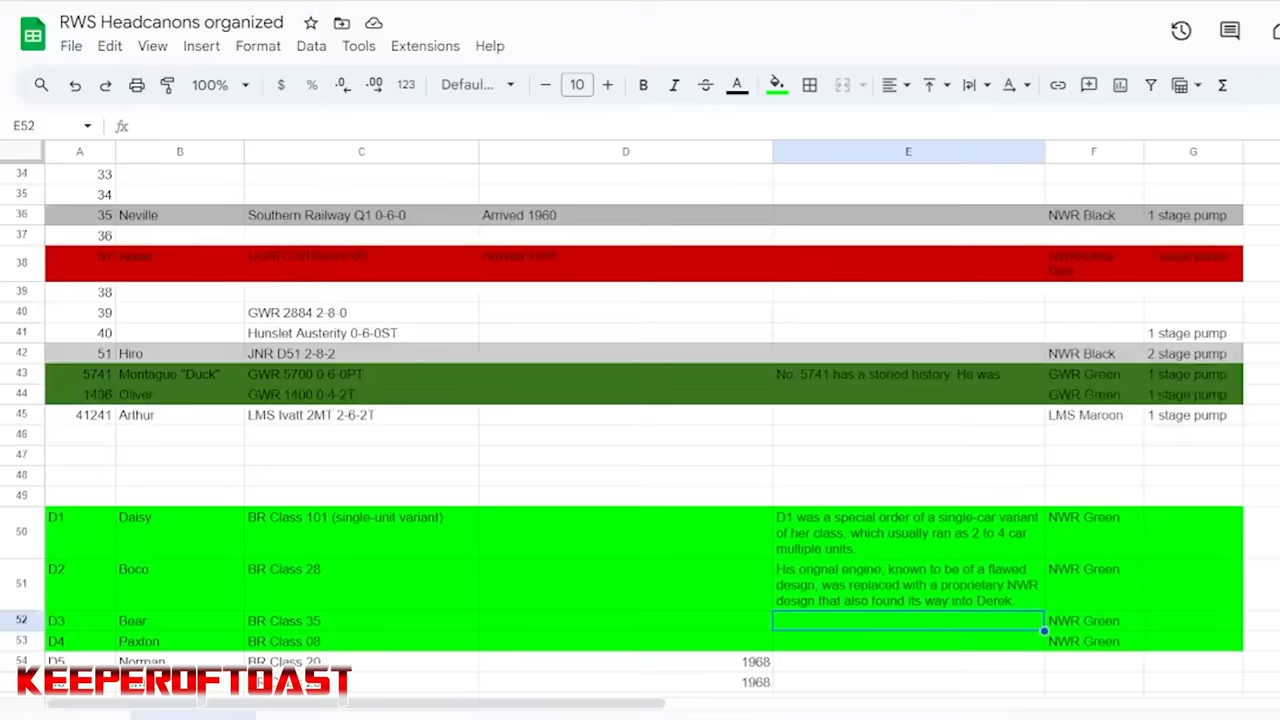 RWS Headcanons organized
File Edit View Insert Format Data Tools Extensions Help
100% $ % .0 .00 123 Defaul... 10 B I A
E52 fx
A B C D E F G
34 33
35 34
36 35 Neville Southern Railway Q1 0-6-0 Arrived 1960 NWR Black 1 stage pump
37 36
38
39 38
40 39 GWR 2884 2-8-0
41 40 Hunslet Austerity 0-6-0ST 1 stage pump
42 51 Hiro JNR D51 2-8-2 NWR Black 2 stage pump
43 5741 Montague "Duck" GWR 5700 0-6-0PT No. 5741 has a storied history. He was GWR Green 1 stage pump
44 1436 Oliver GWR 1400 0-4-2T GWR Green 1 stage pump
45 41241 Arthur LMS Ivatt 2MT 2-6-2T LMS Maroon 1 stage pump
46
47
48
49
50 D1 Daisy BR Class 101 (single-unit variant) D1 was a special order of a single-car variant NWR Green
of her class, which usually ran as 2 to 4 car
multiple units.
51 D2 Boco BR Class 28 His orignal engine, known to be of a flawed NWR Green
design, was replaced with a proprietary NWR
design that also found its way into Derek.
52 D3 Bear BR Class 35 NWR Green
53 D4 Paxton BR Class 08 NWR Green
54 D5 Norman BR Class 20 1968
1968
KEEPEROFTOAST